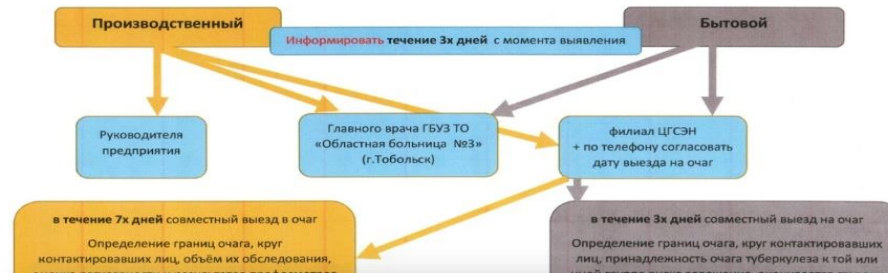 Производственный
Бытовой
Информировать течение 3х дней с момента выявления
Руководителя
предприятия
Главного врача ГБУЗ ТО
«Областная больница №3»
(г.Тобольск)
филиал ЦГСЭН
+ по телефону согласовать
дату выезда на очаг
в течение 7х дней совместный выезд в очаг
Определение границ очага, круг
контактировавших лиц, объём их обследования,
в течение 3х дней совместный выезд на очаг
Определение границ очага, круг контактировавших
лиц, принадлежность очага туберкулеза к той или